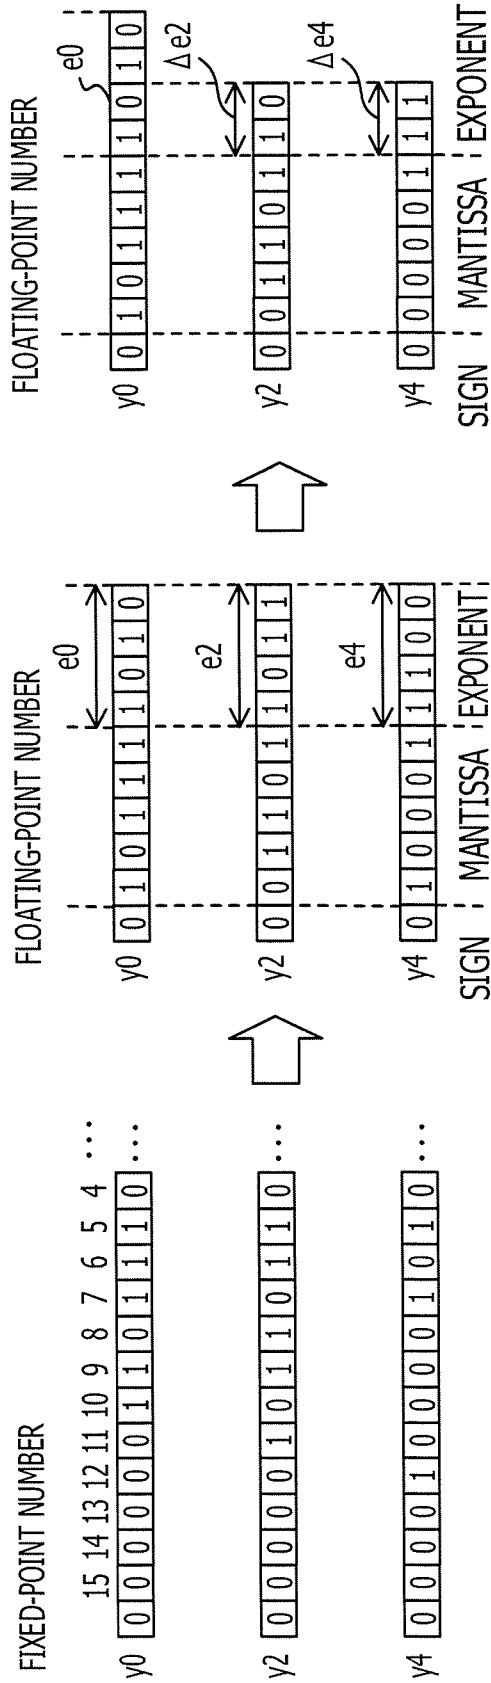 FIXED-POINT NUMBER
15 14 13 12 11 10 9 8 7 6 5 4 ...
y0 0 0 0 0 0 0 1 1 0 1 1 1 0 ...
y2 0 0 0 0 0 1 0 1 1 0 1 1 0 ...
y4 0 0 0 0 1 0 0 0 0 1 0 1 0 ...
FLOATING-POINT NUMBER
e0
y0 0 1 0 1 1 1 1 0 1 0
e2
y2 0 0 1 1 0 1 1 0 1 1
e4
y4 0 1 0 0 0 1 1 1 0 0
SIGN MANTISSA EXPONENT
FLOATING-POINT NUMBER
e0
y0 0 1 0 1 1 1 1 0 1 0
Δe2
y2 0 0 1 1 0 1 1 0
Δe4
y4 0 0 0 0 0 1 1 1
SIGN MANTISSA EXPONENT